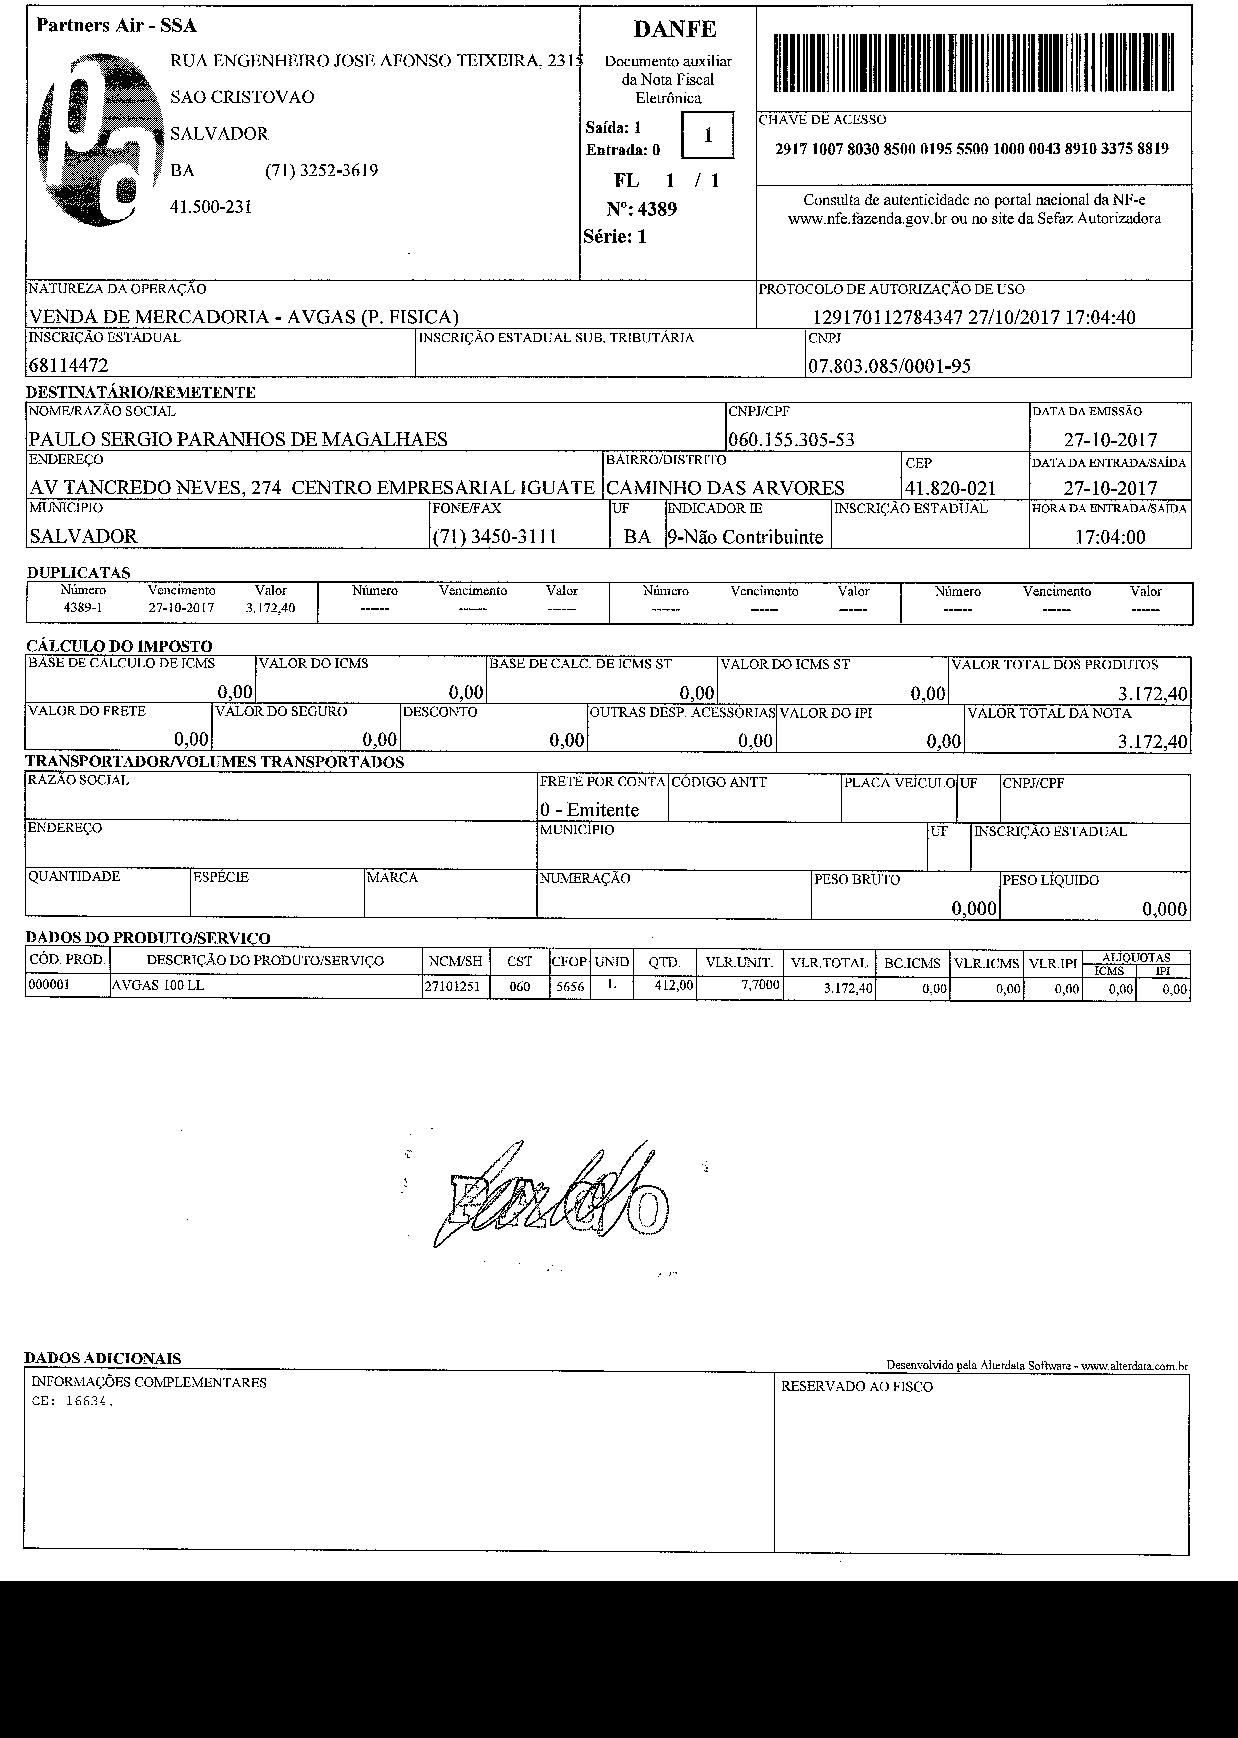 Partners Air - SSA
RUA ENGENHEIRO JOSE AFONSO TEIXEIRA, 2315
SAO CRISTOVAO
SALVADOR
BA (71) 3252-3619
41.500-231
DANFE
Documento auxiliar
da Nota Fiscal
Eletrônica
Saída: 1
Entrada: 0
1
FL 1 / 1
Nº: 4389
Série: 1
CHAVE DE ACESSO
2917 1007 8030 8500 0195 5500 1000 0043 8910 3375 8819
Consulta de autenticidade no portal nacional da NF-e
www.nfe.fazenda.gov.br ou no site da Sefaz Autorizadora
NATUREZA DA OPERAÇÃO PROTOCOLO DE AUTORIZAÇÃO DE USO
VENDA DE MERCADORIA - AVGAS (P. FISICA) 129170112784347 27/10/2017 17:04:40
INSCRIÇÃO ESTADUAL INSCRIÇÃO ESTADUAL SUB. TRIBUTÁRIA CNPJ
68114472 07.803.085/0001-95
DESTINATÁRIO/REMETENTE
NOME/RAZÃO SOCIAL CNPJ/CPF DATA DA EMISSÃO
PAULO SERGIO PARANHOS DE MAGALHAES 060.155.305-53 27-10-2017
ENDEREÇO BAIRRO/DISTRITO CEP DATA DA ENTRADA/SAÍDA
AV TANCREDO NEVES, 274 CENTRO EMPRESARIAL IGUATE CAMINHO DAS ARVORES 41.820-021 27-10-2017
MUNICÍPIO FONE/FAX UF INDICADOR IE INSCRIÇÃO ESTADUAL HORA DA ENTRADA/SAÍDA
SALVADOR (71) 3450-3111 BA 9-Não Contribuinte 17:04:00
DUPLICATAS
Número Vencimento Valor Número Vencimento Valor Número Vencimento Valor Número Vencimento Valor
4389-1 27-10-2017 3.172,40 ----- ----- ----- ----- ----- ----- ----- ----- -----
CÁLCULO DO IMPOSTO
BASE DE CÁLCULO DE ICMS VALOR DO ICMS BASE DE CALC. DE ICMS ST VALOR DO ICMS ST VALOR TOTAL DOS PRODUTOS
0,00 0,00 0,00 0,00 3.172,40
VALOR DO FRETE VALOR DO SEGURO DESCONTO OUTRAS DESP. ACESSÓRIAS VALOR DO IPI VALOR TOTAL DA NOTA
0,00 0,00 0,00 0,00 0,00 3.172,40
TRANSPORTADOR/VOLUMES TRANSPORTADOS
RAZÃO SOCIAL FRETE POR CONTA CÓDIGO ANTT PLACA VEÍCULO UF CNPJ/CPF
0 - Emitente
ENDEREÇO MUNICÍPIO UF INSCRIÇÃO ESTADUAL
QUANTIDADE ESPÉCIE MARCA NUMERAÇÃO PESO BRUTO PESO LÍQUIDO
0,000 0,000
DADOS DO PRODUTO/SERVIÇO
CÓD. PROD. DESCRIÇÃO DO PRODUTO/SERVIÇO NCM/SH CST CFOP UNID QTD. VLR.UNIT. VLR.TOTAL BC.ICMS VLR.ICMS VLR.IPI ALÍQUOTAS
ICMS IPI
000001 AVGAS 100 LL 27101251 060 5656 L 412,00 7,7000 3.172,40 0,00 0,00 0,00 0,00 0,00
DADOS ADICIONAIS
Desenvolvido pela Alterdata Software - www.alterdata.com.br
INFORMAÇÕES COMPLEMENTARES RESERVADO AO FISCO
CE: 16634.